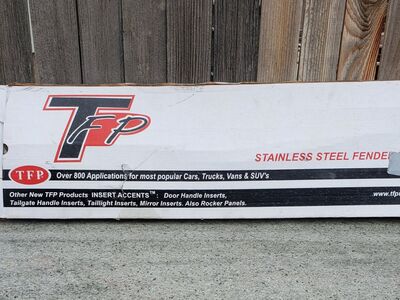 TFP
STAINLESS STEEL FENDE
TFP Over 800 Applications for most popular Cars, Trucks, Vans & SUV's
Other New TFP Products INSERT ACCENTS™: Door Handle Inserts,
www.tfp
Tailgate Handle Inserts, Taillight Inserts, Mirror Inserts. Also Rocker Panels.